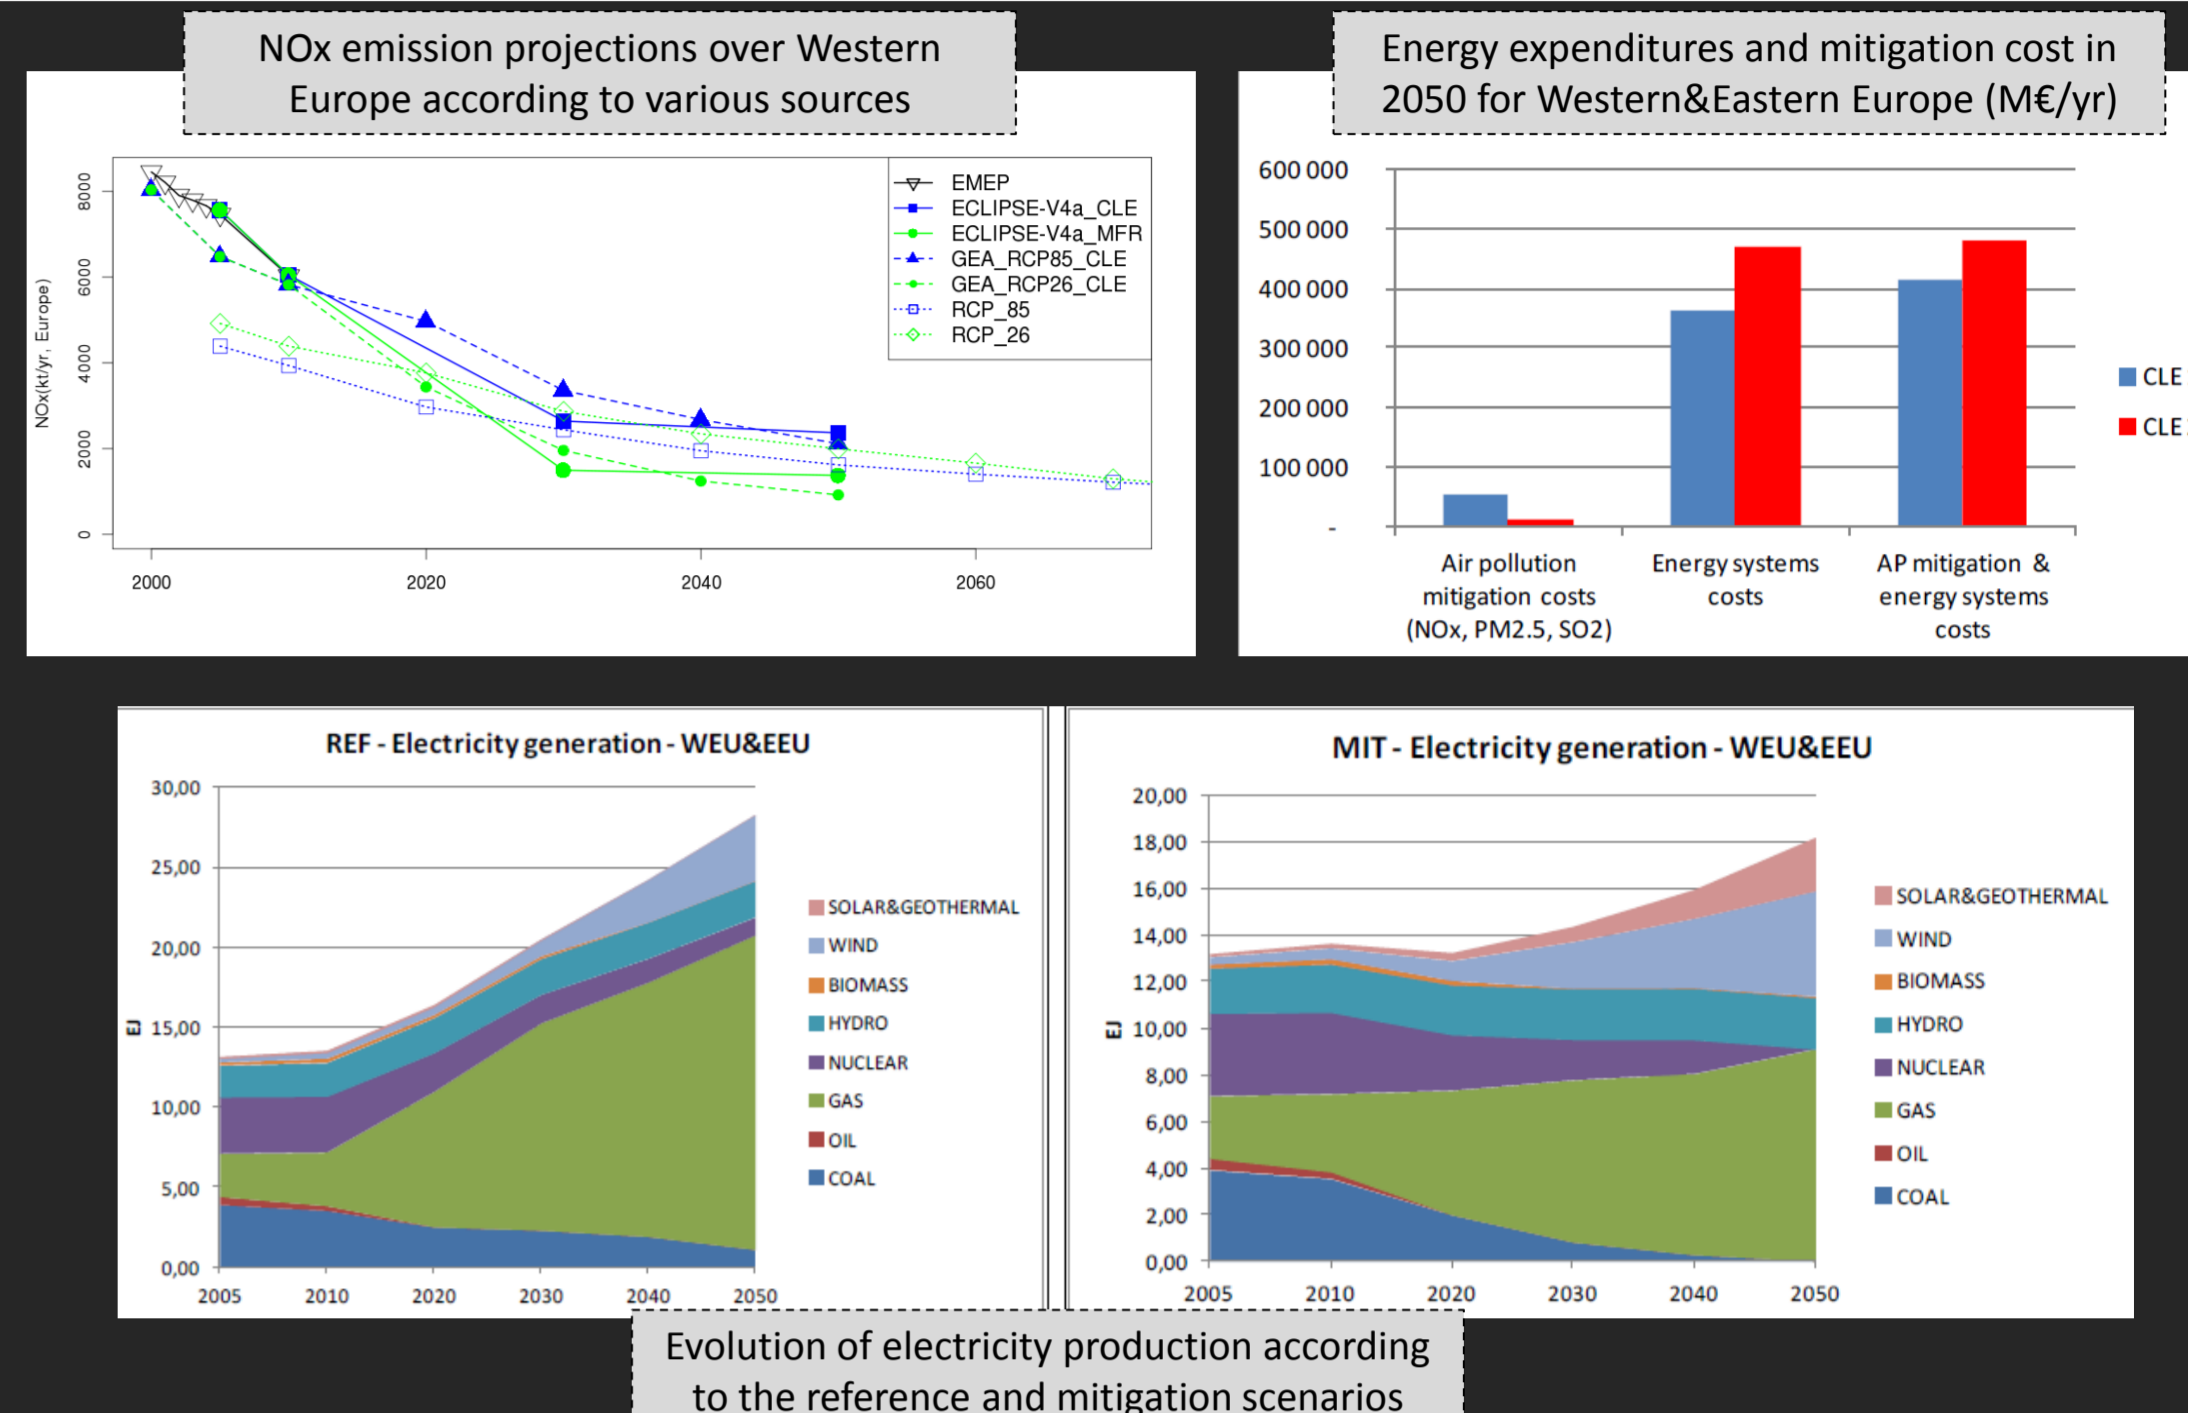 NOx emission projections over Western
Europe according to various sources
NOx(kt/yr, Europe)
8000
6000
4000
2000
0
2000
2020
2040
2060
EMEP
ECLIPSE-V4a_CLE
ECLIPSE-V4a_MFR
GEA_RCP85_CLE
GEA_RCP26_CLE
RCP_85
RCP_26
Energy expenditures and mitigation cost in
2050 for Western&Eastern Europe (M€/yr)
600 000
500 000
400 000
300 000
200 000
100 000
-
Air pollution
mitigation costs
(NOx, PM2.5, SO2)
Energy systems
costs
AP mitigation &
energy systems
costs
CLE
CLE
REF - Electricity generation - WEU&EEU
30,00
25,00
20,00
15,00
10,00
5,00
0,00
EJ
2005
2010
2020
2030
2040
2050
SOLAR&GEOTHERMAL
WIND
BIOMASS
HYDRO
NUCLEAR
GAS
OIL
COAL
MIT - Electricity generation - WEU&EEU
20,00
18,00
16,00
14,00
12,00
10,00
8,00
6,00
4,00
2,00
0,00
EJ
2005
2010
2020
2030
2040
2050
SOLAR&GEOTHERMAL
WIND
BIOMASS
HYDRO
NUCLEAR
GAS
OIL
COAL
Evolution of electricity production according
to the reference and mitigation scenarios